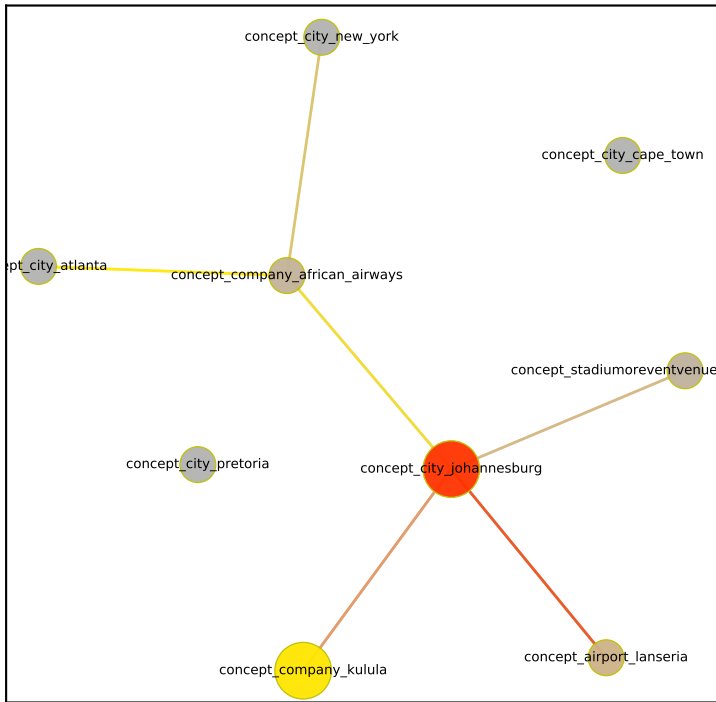 concept_city_new_york
concept_city_cape_town
ept_city_atlanta
concept_company_african_airways
concept_stadiumoreventvenue
concept_city_pretoria
concept_city_johannesburg
concept_airport_lanseria
concept_company_kulula